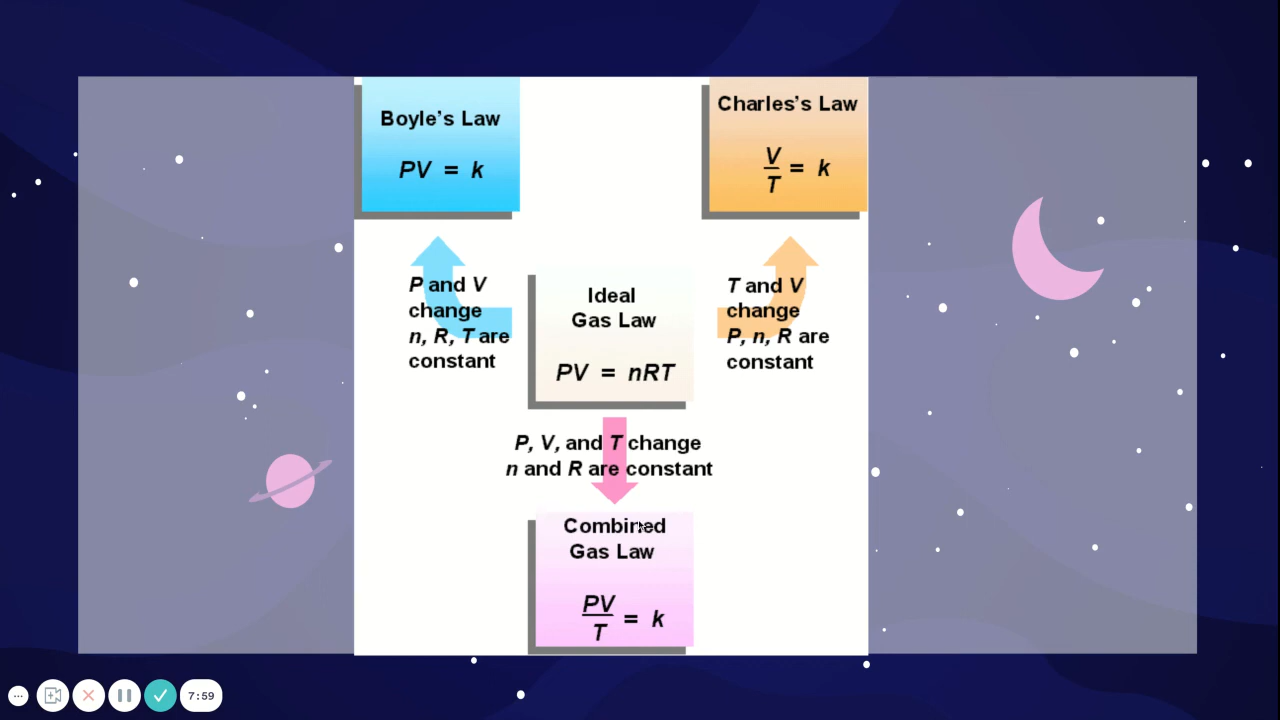 Boyle's Law
PV = k
Charles's Law
V
T
= k
P and V
change
n, R, T are
constant
Ideal
Gas Law
PV = nRT
T and V
change
P, n, R are
constant
P, V, and T change
n and R are constant
Combined
Gas Law
PV
T
= k
7:59